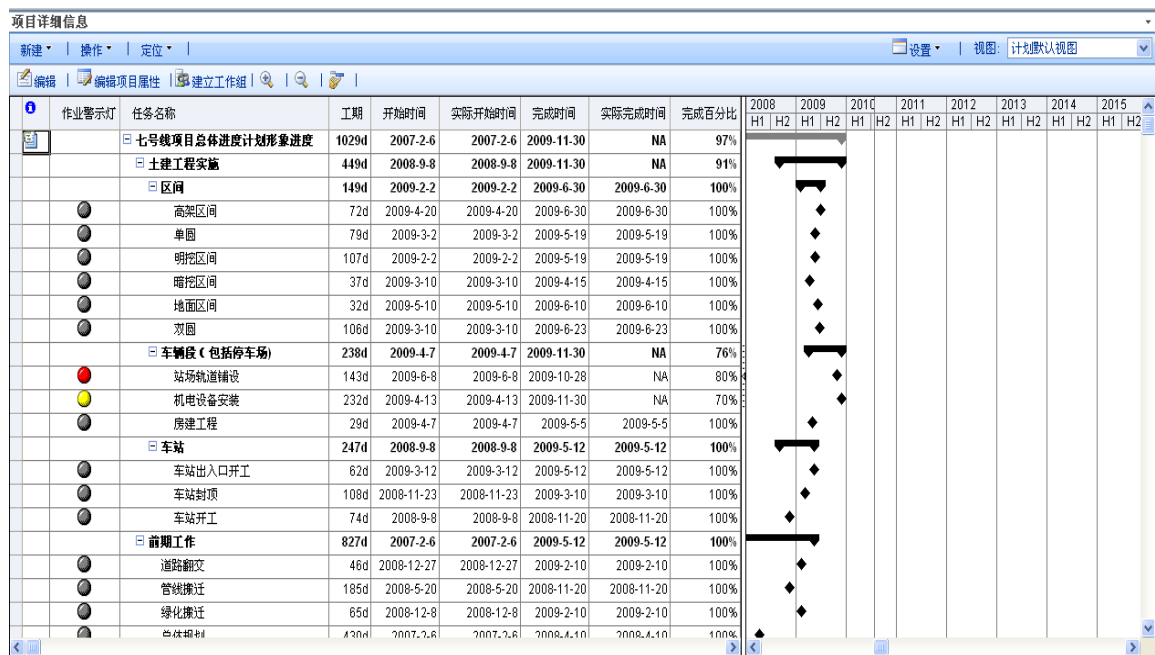 项目详细信息
新建 | 操作 | 定位 | 设置 | 视图: 计划默认视图
编辑 | 编辑项目属性 | 建立工作组 | | |
作业警示灯 任务名称 工期 开始时间 实际开始时间 完成时间 实际完成时间 完成百分比 2008 2009 2010 2011 2012 2013 2014 2015
H1 H2 H1 H2 H1 H2 H1 H2 H1 H2 H1 H2 H1 H2 H1 H2
七号线项目总体进度计划形象进度 1029d 2007-2-6 2007-2-6 2009-11-30 NA 97%
土建工程实施 449d 2008-9-8 2008-9-8 2009-11-30 NA 91%
区间 149d 2009-2-2 2009-2-2 2009-6-30 2009-6-30 100%
高架区间 72d 2009-4-20 2009-4-20 2009-6-30 2009-6-30 100%
单圆 79d 2009-3-2 2009-3-2 2009-5-19 2009-5-19 100%
明挖区间 107d 2009-2-2 2009-2-2 2009-5-19 2009-5-19 100%
暗挖区间 37d 2009-3-10 2009-3-10 2009-4-15 2009-4-15 100%
地面区间 32d 2009-5-10 2009-5-10 2009-6-10 2009-6-10 100%
双圆 106d 2009-3-10 2009-3-10 2009-6-23 2009-6-23 100%
车辆段(包括停车场) 238d 2009-4-7 2009-4-7 2009-11-30 NA 76%
站场轨道铺设 143d 2009-6-8 2009-6-8 2009-10-28 NA 80%
机电设备安装 232d 2009-4-13 2009-4-13 2009-11-30 NA 70%
房建工程 29d 2009-4-7 2009-4-7 2009-5-5 2009-5-5 100%
车站 247d 2008-9-8 2008-9-8 2009-5-12 2009-5-12 100%
车站出入口开工 62d 2009-3-12 2009-3-12 2009-5-12 2009-5-12 100%
车站封顶 108d 2008-11-23 2008-11-23 2009-3-10 2009-3-10 100%
车站开工 74d 2008-9-8 2008-9-8 2008-11-20 2008-11-20 100%
前期工作 827d 2007-2-6 2007-2-6 2009-5-12 2009-5-12 100%
道路翻交 46d 2008-12-27 2008-12-27 2009-2-10 2009-2-10 100%
管线搬迁 185d 2008-5-20 2008-5-20 2008-11-20 2008-11-20 100%
绿化搬迁 65d 2008-12-8 2008-12-8 2009-2-10 2009-2-10 100%
总体规划 430d 2007-2-6 2007-2-6 2008-4-10 2008-4-10 100%